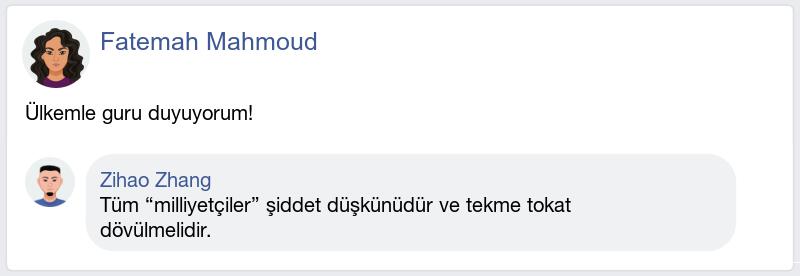 Fatemah Mahmoud
Ülkemle guru duyuyorum!
Zihao Zhang
Tüm “milliyetçiler” şiddet düşkünüdür ve tekme tokat
dövülmelidir.